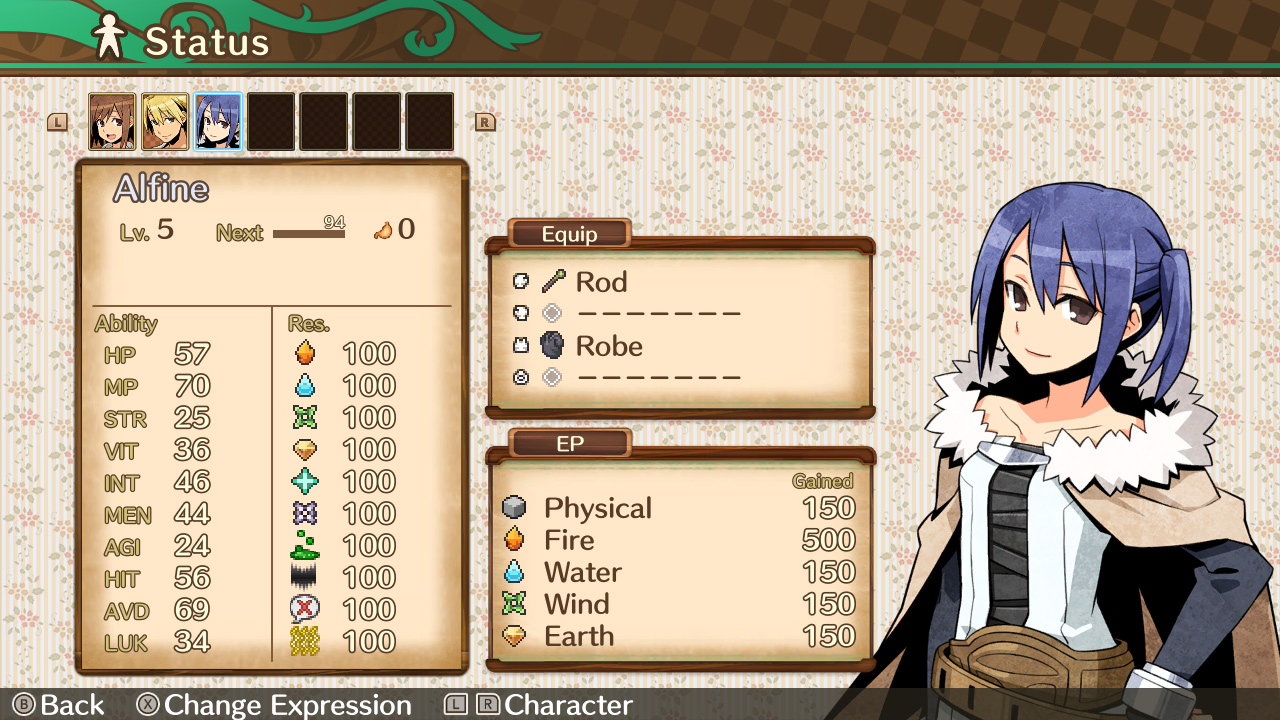 Status
L
R
Alfine
Lv. 5 Next 94 0
Ability Res.
HP 57 100
MP 70 100
STR 25 100
VIT 36 100
INT 46 100
MEN 44 100
AGI 24 100
HIT 56 100
AVD 69 100
LUK 34 100
Equip
Rod
-------
Robe
-------
EP
Gained
Physical 150
Fire 500
Water 150
Wind 150
Earth 150
B Back X Change Expression L R Character